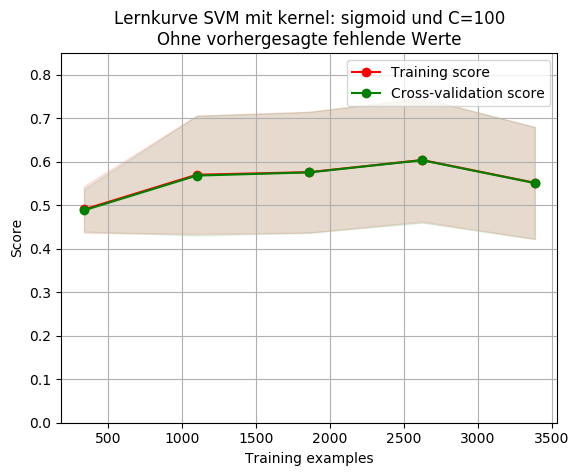 Lernkurve SVM mit kernel: sigmoid und C=100
Ohne vorhergesagte fehlende Werte
Training score
Cross-validation score
Score
0.8
0.7
0.6
0.5
0.4
0.3
0.2
0.1
0.0
500 1000 1500 2000 2500 3000 3500
Training examples